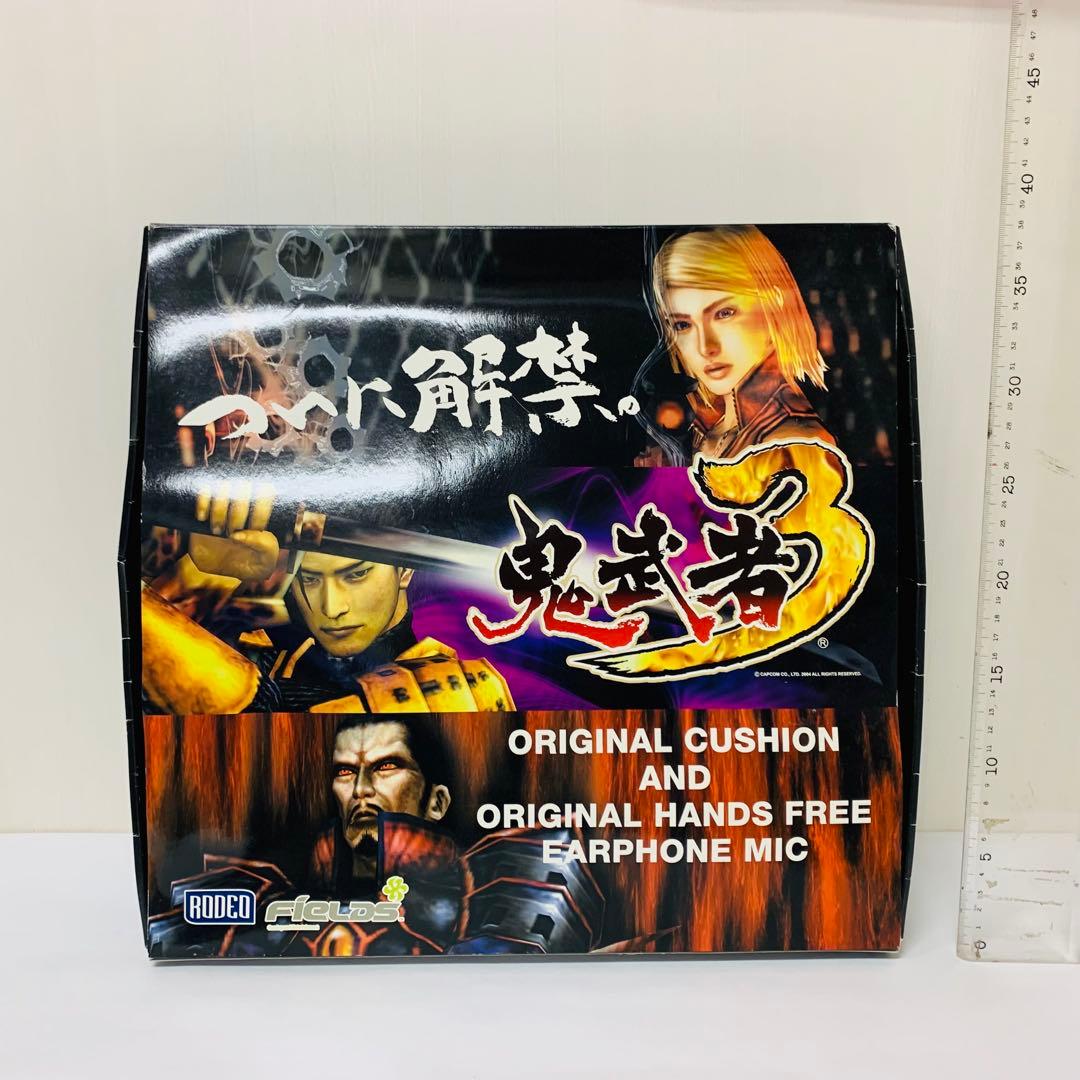 ついに解禁。
鬼武者3
®
© CAPCOM CO., LTD. 2004 ALL RIGHTS RESERVED.
ORIGINAL CUSHION
AND
ORIGINAL HANDS FREE
EARPHONE MIC
RODEO
FIELDS
45
40
35
30
25
20
15
10
5
0